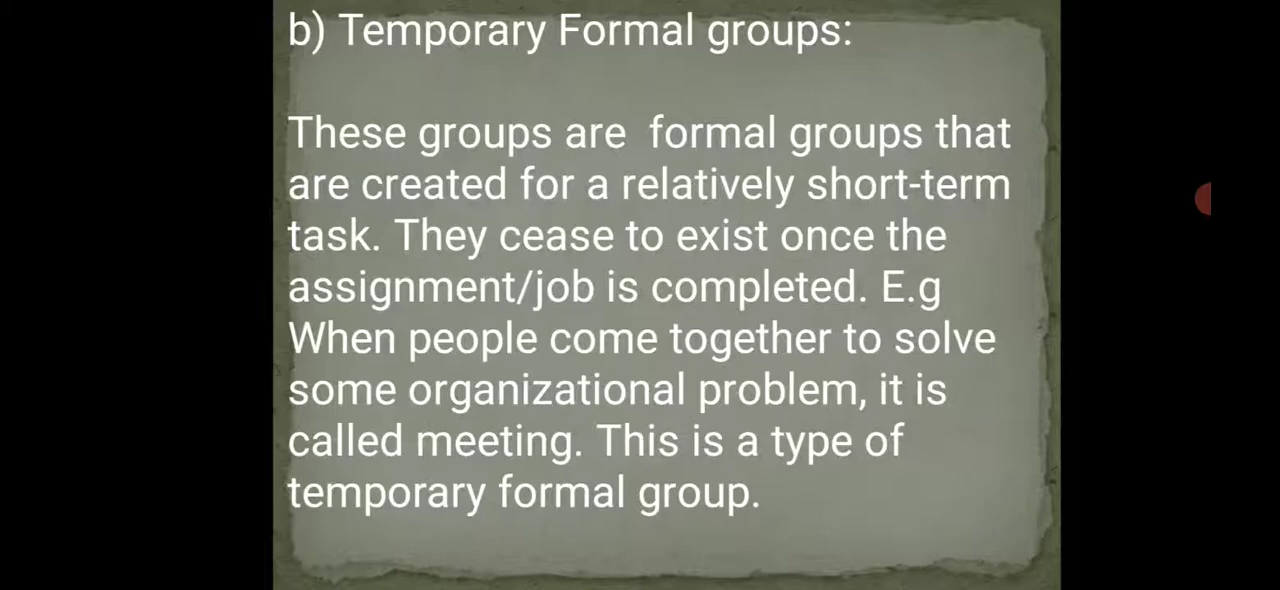 b) Temporary Formal groups:
These groups are  formal groups that
are created for a relatively short-term
task. They cease to exist once the
assignment/job is completed. E.g
When people come together to solve
some organizational problem, it is
called meeting. This is a type of
temporary formal group.